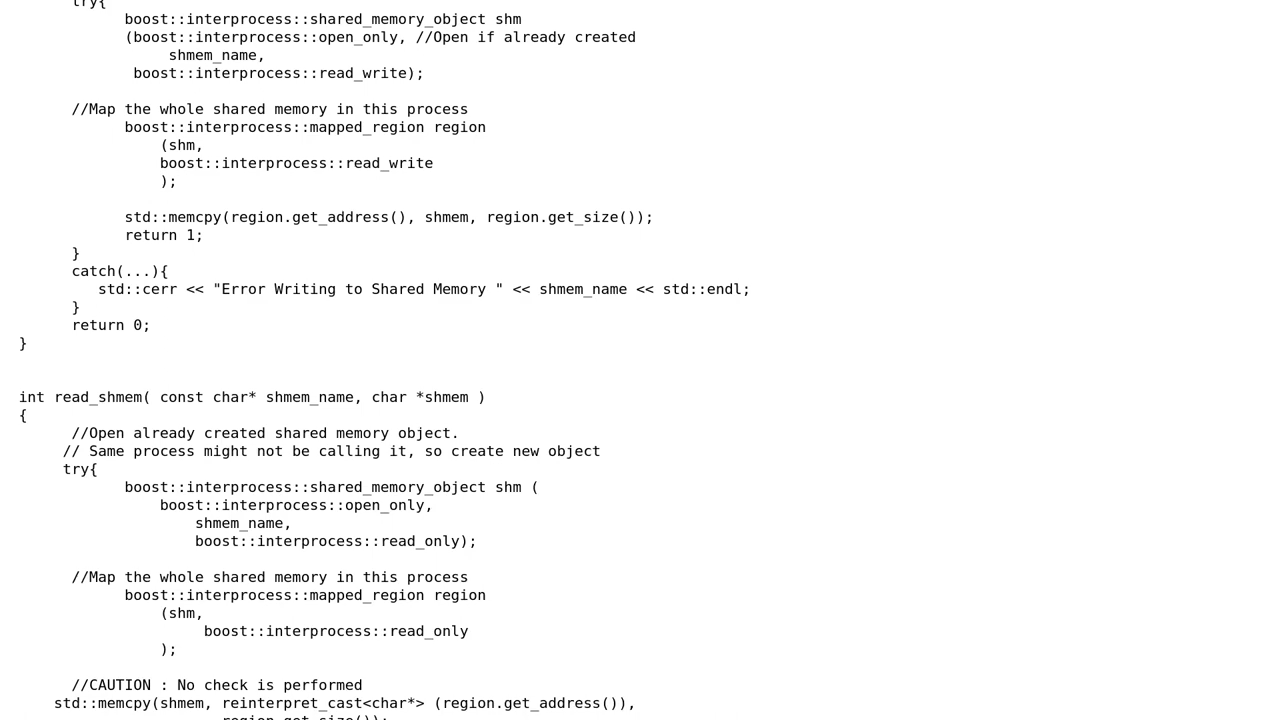 try{
boost::interprocess::shared_memory_object shm
(boost::interprocess::open_only, //Open if already created
shmem_name,
boost::interprocess::read_write);
//Map the whole shared memory in this process
boost::interprocess::mapped_region region
(shm,
boost::interprocess::read_write
);
std::memcpy(region.get_address(), shmem, region.get_size());
return 1;
}
catch(...){
std::cerr << "Error Writing to Shared Memory " << shmem_name << std::endl;
}
return 0;
}
int read_shmem( const char* shmem_name, char *shmem )
{
//Open already created shared memory object.
// Same process might not be calling it, so create new object
try{
boost::interprocess::shared_memory_object shm (
boost::interprocess::open_only,
shmem_name,
boost::interprocess::read_only);
//Map the whole shared memory in this process
boost::interprocess::mapped_region region
(shm,
boost::interprocess::read_only
);
//CAUTION : No check is performed
std::memcpy(shmem, reinterpret_cast<char*> (region.get_address()),
region.get_size());